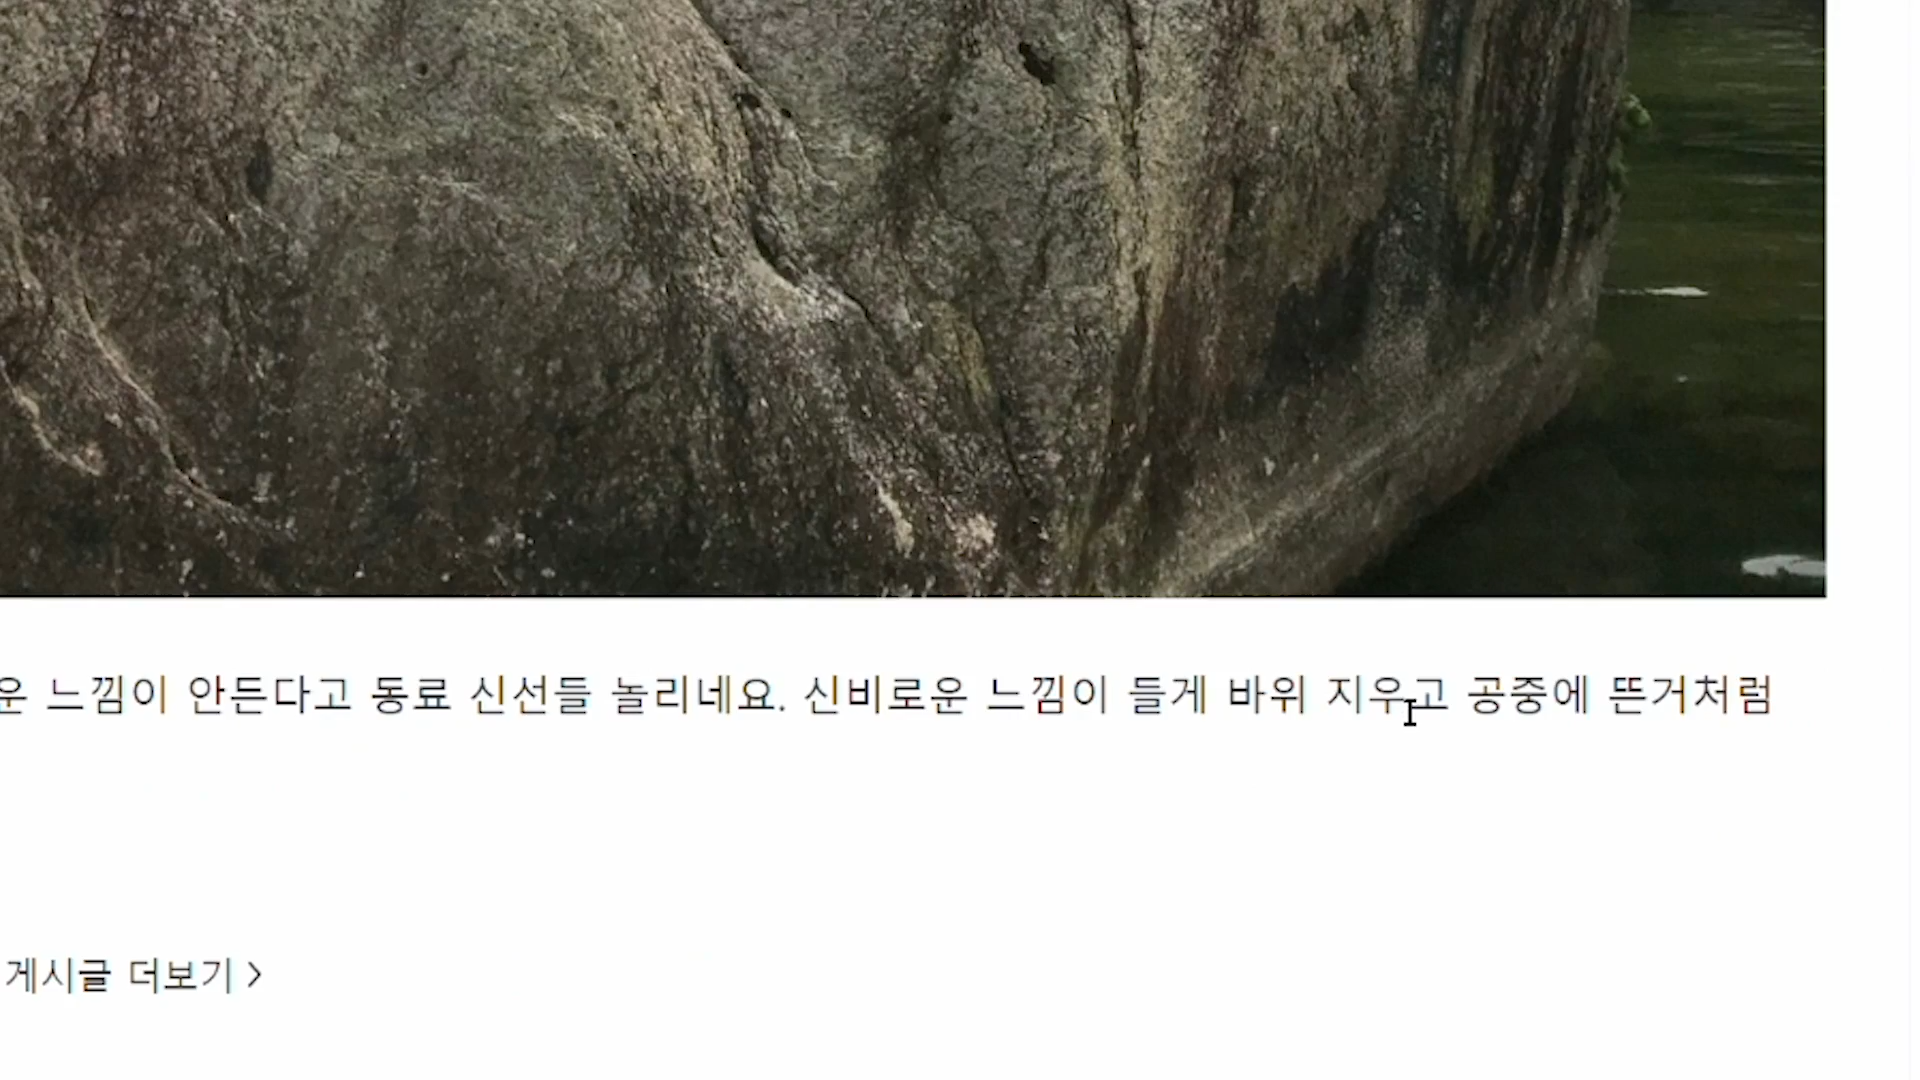 운 느낌이 안든다고 동료 신선들 놀리네요. 신비로운 느낌이 들게 바위 지우고 공중에 뜬거처럼
게시글 더보기 >